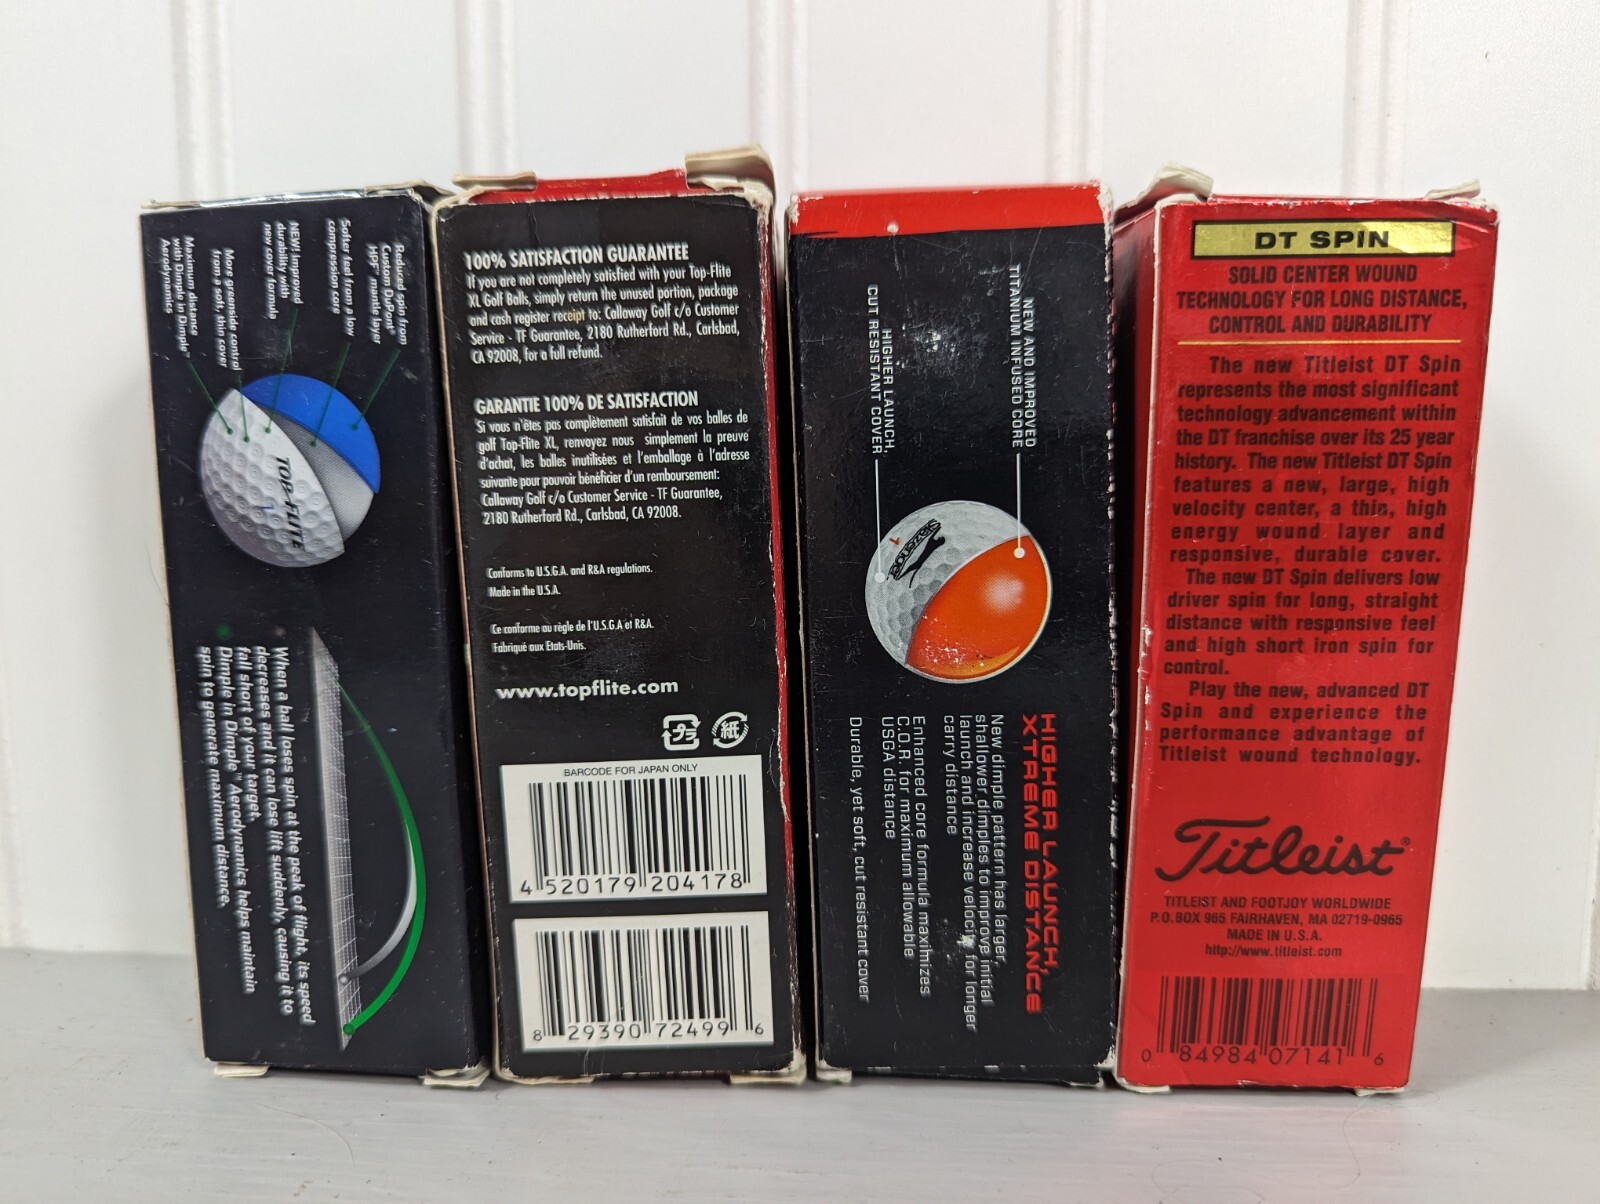 Reduced spin from
Custom DuPont®
HPF™ mantle layer
Softer feel from a low
compression core
NEW! Improved
durability with
new cover formula
More greenside control
from a soft, thin cover
Maximum distance
with Dimple in Dimple™
Aerodynamics
TOP-FLITE
1
When a ball loses spin at the peak of flight, its speed
decreases and it can lose lift suddenly, causing it to
fall short of your target.
Dimple in Dimple™ Aerodynamics helps maintain
spin to generate maximum distance.
100% SATISFACTION GUARANTEE
If you are not completely satisfied with your Top-Flite
XL Golf Balls, simply return the unused portion, package
and cash register receipt to: Callaway Golf c/o Customer
Service - TF Guarantee, 2180 Rutherford Rd., Carlsbad,
CA 92008, for a full refund.
GARANTIE 100% DE SATISFACTION
Si vous n'êtes pas complètement satisfait de vos balles de
golf Top-Flite XL, renvoyez nous simplement la preuve
d'achat, les balles inutilisées et l'emballage à l'adresse
suivante pour pouvoir bénéficier d'un remboursement:
Callaway Golf c/o Customer Service - TF Guarantee,
2180 Rutherford Rd., Carlsbad, CA 92008.
Conforms to U.S.G.A. and R&A regulations.
Made in the U.S.A.
Ce conforme au règle de l'U.S.G.A et R&A.
Fabriqué aux Etats-Unis.
www.topflite.com
プラ
紙
BARCODE FOR JAPAN ONLY
4 520179 204178
8 29390 72499 6
NEW AND IMPROVED
TITANIUM INFUSED CORE
HIGHER LAUNCH,
CUT RESISTANT COVER
Slazenger
1
HIGHER LAUNCH,
XTREME DISTANCE
New dimple pattern has larger,
shallower dimples to improve initial
launch and increase velocity for longer
carry distance
Enhanced core formula maximizes
C.O.R. for maximum allowable
USGA distance
Durable, yet soft, cut resistant cover
DT SPIN
SOLID CENTER WOUND
TECHNOLOGY FOR LONG DISTANCE,
CONTROL AND DURABILITY
The new Titleist DT Spin
represents the most significant
technology advancement within
the DT franchise over its 25 year
history. The new Titleist DT Spin
features a new, large, high
velocity center, a thin, high
energy wound layer and
responsive, durable cover.
The new DT Spin delivers low
driver spin for long, straight
distance with responsive feel
and high short iron spin for
control.
Play the new, advanced DT
Spin and experience the
performance advantage of
Titleist wound technology.
Titleist®
TITLEIST AND FOOTJOY WORLDWIDE
P.O. BOX 965 FAIRHAVEN, MA 02719-0965
MADE IN U.S.A.
http://www.titleist.com
0 84984 07141 6